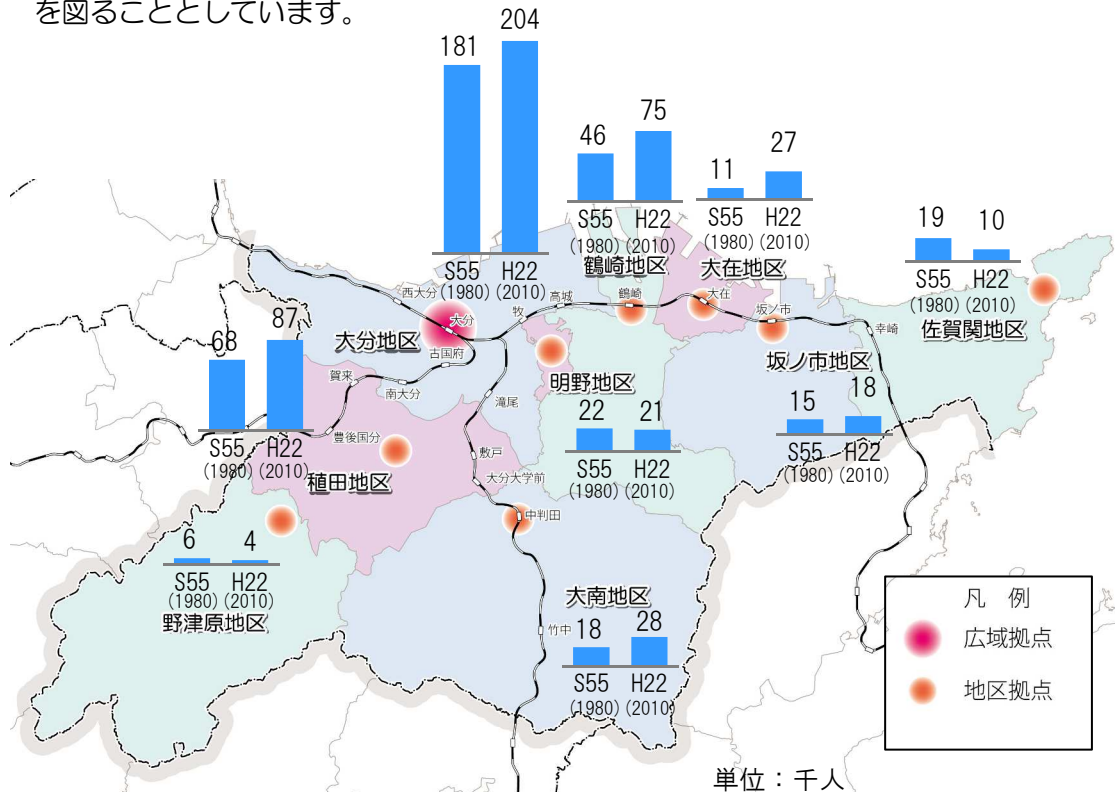 を図ることとしています。
181 204
S55 H22
(1980) (2010)
46 75
S55 H22
(1980) (2010)
鶴崎地区
11 27
S55 H22
(1980) (2010)
大在地区
19 10
S55 H22
(1980) (2010)
佐賀関地区
西大分
大分
大分地区
古国府
牧
高城
鶴崎
大在
坂ノ市
幸崎
68 87
S55 H22
(1980) (2010)
稙田地区
賀来
南大分
豊後国分
滝尾
敷戸
大分大学前
中判田
竹中
明野地区
22 21
S55 H22
(1980) (2010)
坂ノ市地区
15 18
S55 H22
(1980) (2010)
6 4
S55 H22
(1980) (2010)
野津原地区
大南地区
18 28
S55 H22
(1980) (2010)
凡 例
広域拠点
地区拠点
単位：千人